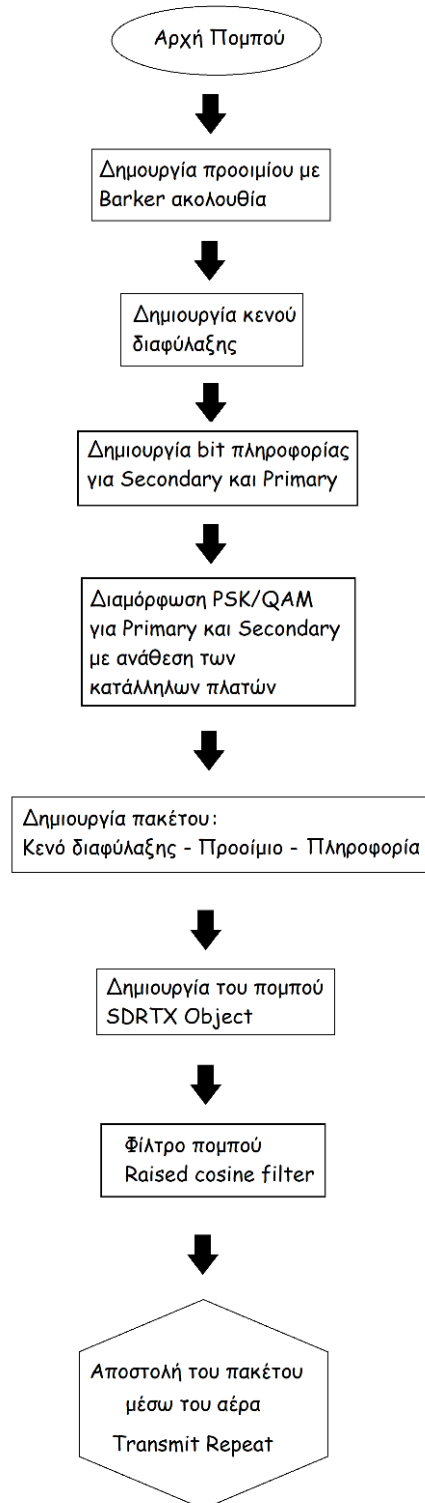 Αρχή Πομπού
Δημουργία προοιμίου με
Barker ακολουθία
Δημιουργία κενού
διαφύλαξης
Δημιουργία bit πληροφορίας
για Secondary και Primary
Διαμόρφωση PSK/QAM
για Primary και Secondary
με ανάθεση των
κατάλληλων πλατών
Δημιουργία πακέτου:
Κενό διαφύλαξης - Προοίμιο - Πληροφορία
Δημιουργία του πομπού
SDRTX Object
Φίλτρο πομπού
Raised cosine filter
Αποστολή του πακέτου
μέσω του αέρα
Transmit Repeat